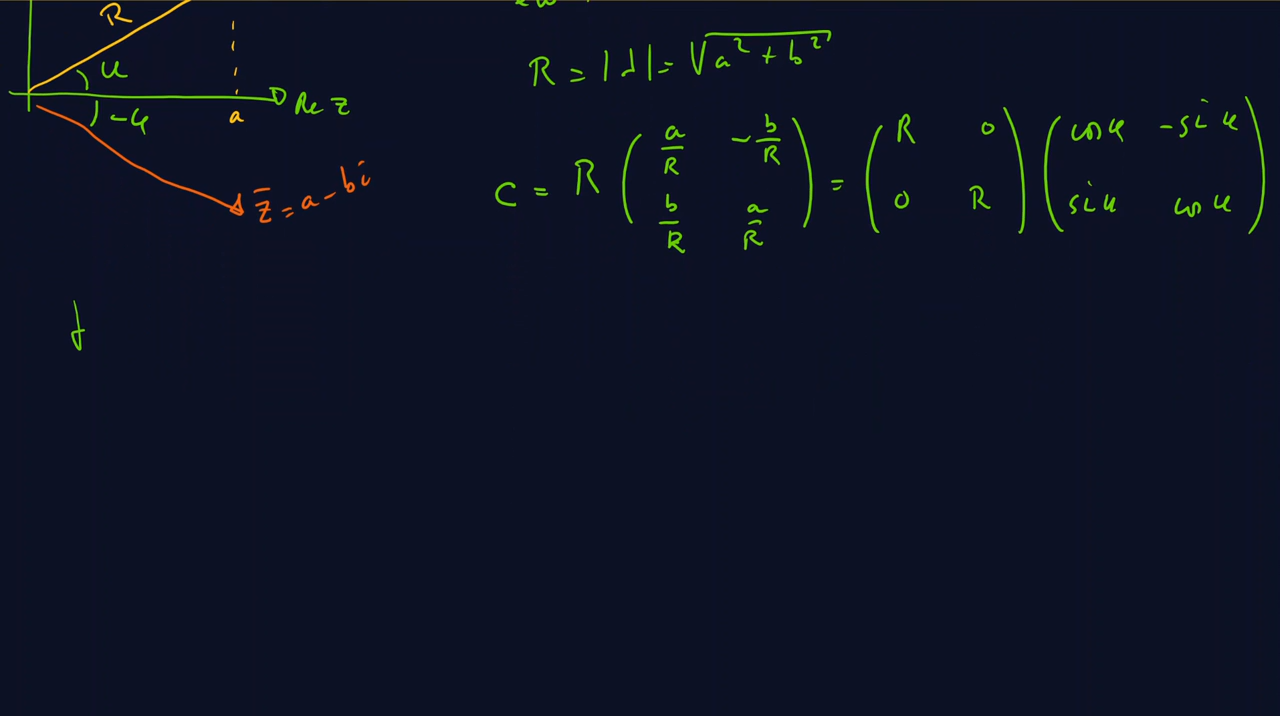 R
u
-u
a
Re z
z̄ = a - bi
R = |λ| = √(a² + b²)
C = R ( a/R -b/R ; b/R a/R ) = ( R 0 ; 0 R ) ( cos u -sin u ; sin u cos u )